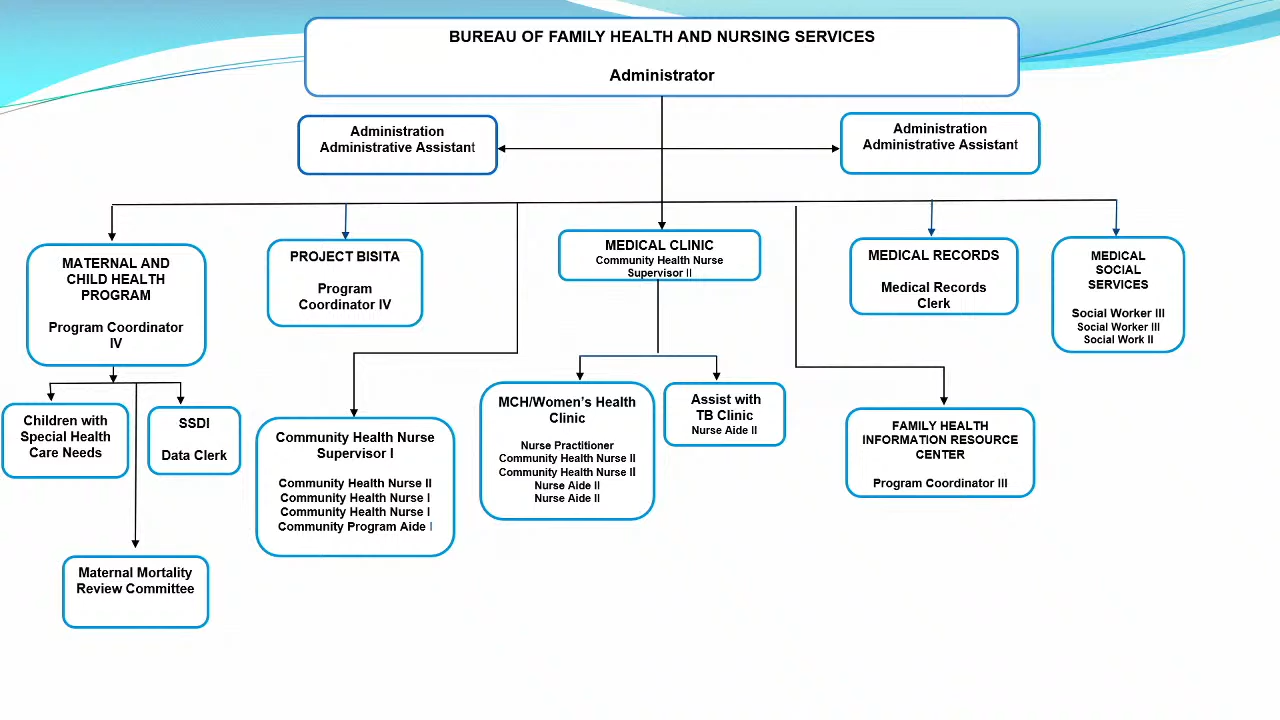 BUREAU OF FAMILY HEALTH AND NURSING SERVICES
Administrator
Administration
Administrative Assistant
Administration
Administrative Assistant
MATERNAL AND
CHILD HEALTH
PROGRAM
Program Coordinator
IV
PROJECT BISITA
Program
Coordinator IV
MEDICAL CLINIC
Community Health Nurse
Supervisor II
MEDICAL RECORDS
Medical Records
Clerk
MEDICAL
SOCIAL
SERVICES
Social Worker III
Social Worker III
Social Work II
Children with
Special Health
Care Needs
SSDI
Data Clerk
Community Health Nurse
Supervisor I
Community Health Nurse II
Community Health Nurse I
Community Health Nurse I
Community Program Aide I
MCH/Women's Health
Clinic
Nurse Practitioner
Community Health Nurse II
Community Health Nurse II
Nurse Aide II
Nurse Aide II
Assist with
TB Clinic
Nurse Aide II
FAMILY HEALTH
INFORMATION RESOURCE
CENTER
Program Coordinator III
Maternal Mortality
Review Committee